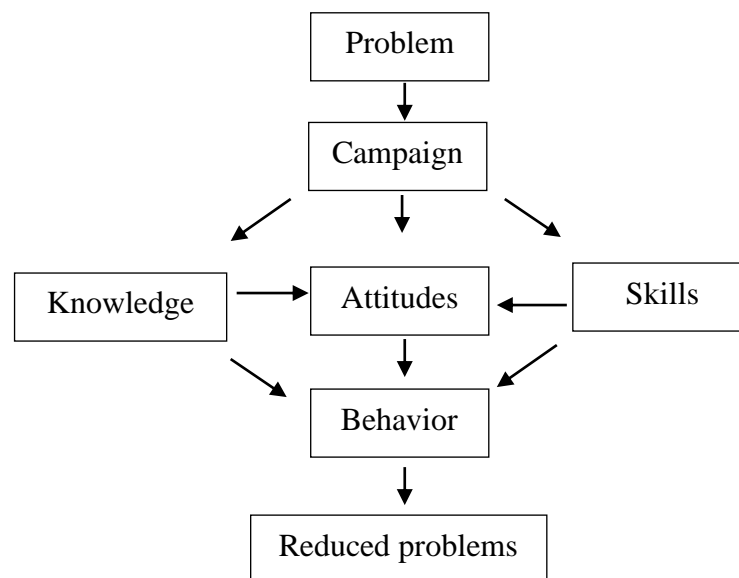 Problem
Campaign
Knowledge
Attitudes
Skills
Behavior
Reduced problems